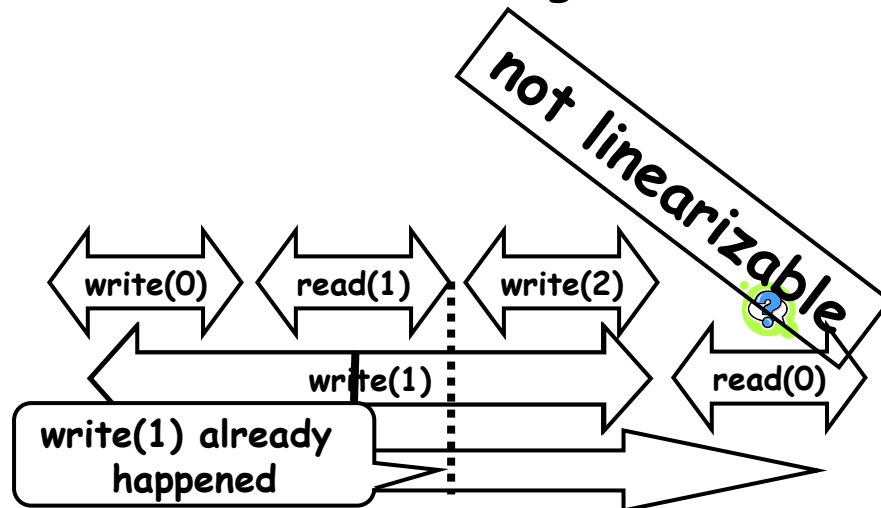 not linearizable
write(0)
read(1)
write(2)
write(1)
read(0)
write(1) already
happened